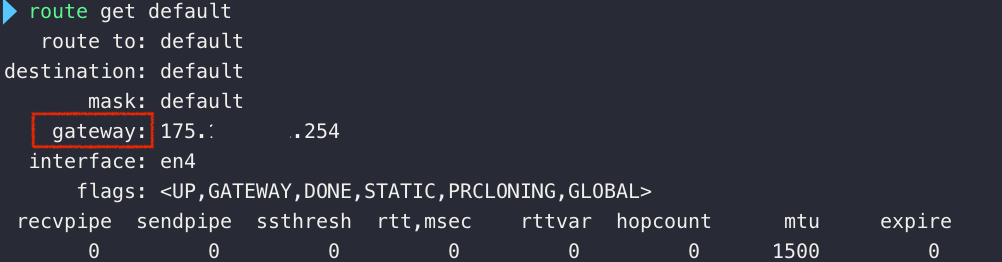 route get default
route to: default
destination: default
mask: default
gateway: 175.1 .254
interface: en4
flags: <UP,GATEWAY,DONE,STATIC,PRCLONING,GLOBAL>
recvpipe sendpipe ssthresh rtt,msec rttvar hopcount mtu expire
0 0 0 0 0 0 1500 0